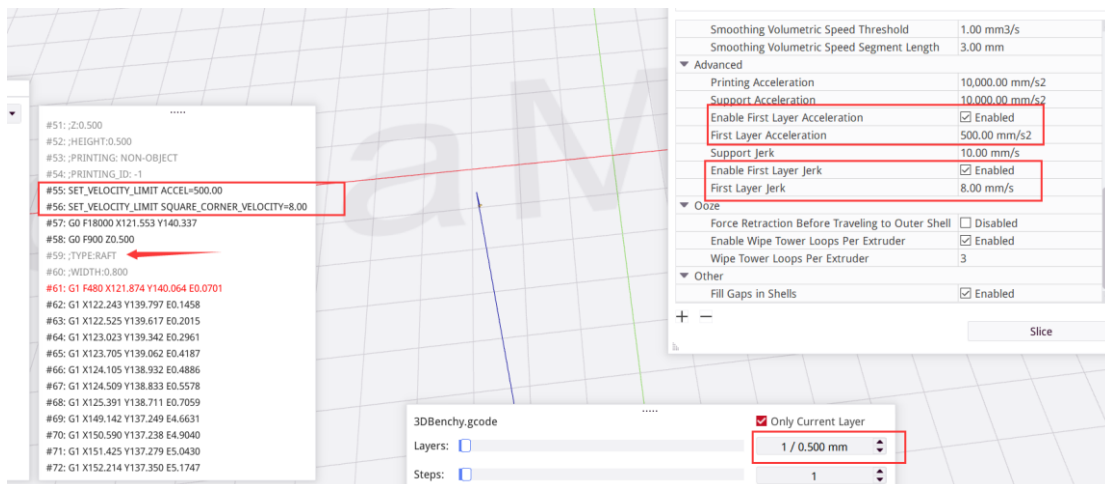 #51: ;Z:0.500
#52: ;HEIGHT:0.500
#53: ;PRINTING: NON-OBJECT
#54: ;PRINTING_ID: -1
#55: SET_VELOCITY_LIMIT ACCEL=500.00
#56: SET_VELOCITY_LIMIT SQUARE_CORNER_VELOCITY=8.00
#57: G0 F18000 X121.553 Y140.337
#58: G0 F900 Z0.500
#59: ;TYPE:RAFT
#60: ;WIDTH:0.800
#61: G1 F480 X121.874 Y140.064 E0.0701
#62: G1 X122.243 Y139.797 E0.1458
#63: G1 X122.525 Y139.617 E0.2015
#64: G1 X123.023 Y139.342 E0.2961
#65: G1 X123.705 Y139.062 E0.4187
#66: G1 X124.105 Y138.932 E0.4886
#67: G1 X124.509 Y138.833 E0.5578
#68: G1 X125.391 Y138.711 E0.7059
#69: G1 X149.142 Y137.249 E4.6631
#70: G1 X150.590 Y137.238 E4.9040
#71: G1 X151.425 Y137.279 E5.0430
#72: G1 X152.214 Y137.350 E5.1747
Smoothing Volumetric Speed Threshold 1.00 mm3/s
Smoothing Volumetric Speed Segment Length 3.00 mm
Advanced
Printing Acceleration 10,000.00 mm/s2
Support Acceleration 10,000.00 mm/s2
Enable First Layer Acceleration Enabled
First Layer Acceleration 500.00 mm/s2
Support Jerk 10.00 mm/s
Enable First Layer Jerk Enabled
First Layer Jerk 8.00 mm/s
Ooze
Force Retraction Before Traveling to Outer Shell Disabled
Enable Wipe Tower Loops Per Extruder Enabled
Wipe Tower Loops Per Extruder 3
Other
Fill Gaps in Shells Enabled
Slice
3DBenchy.gcode Only Current Layer
Layers: 1 / 0.500 mm
Steps: 1